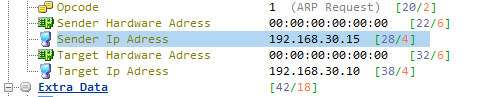 Opcode 1 (ARP Request) [20/2]
Sender Hardware Adress 00:00:00:00:00:00 [22/6]
Sender Ip Adress 192.168.30.15 [28/4]
Target Hardware Adress 00:00:00:00:00:00 [32/6]
Target Ip Adress 192.168.30.10 [38/4]
Extra Data [42/18]